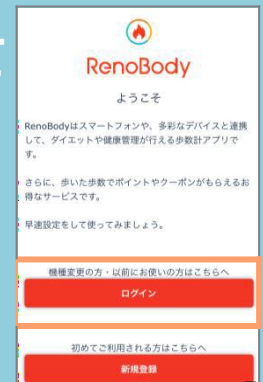 RenoBody
ようこそ
RenoBodyはスマートフォンや、多彩なデバイスと連携
して、ダイエットや健康管理が行える歩数計アプリで
す。
さらに、歩いた歩数でポイントやクーポンがもらえるお
得なサービスです。
早速設定をして使ってみましょう。
機種変更の方・以前にお使いの方はこちらへ
ログイン
初めてご利用される方はこちらへ
新規登録